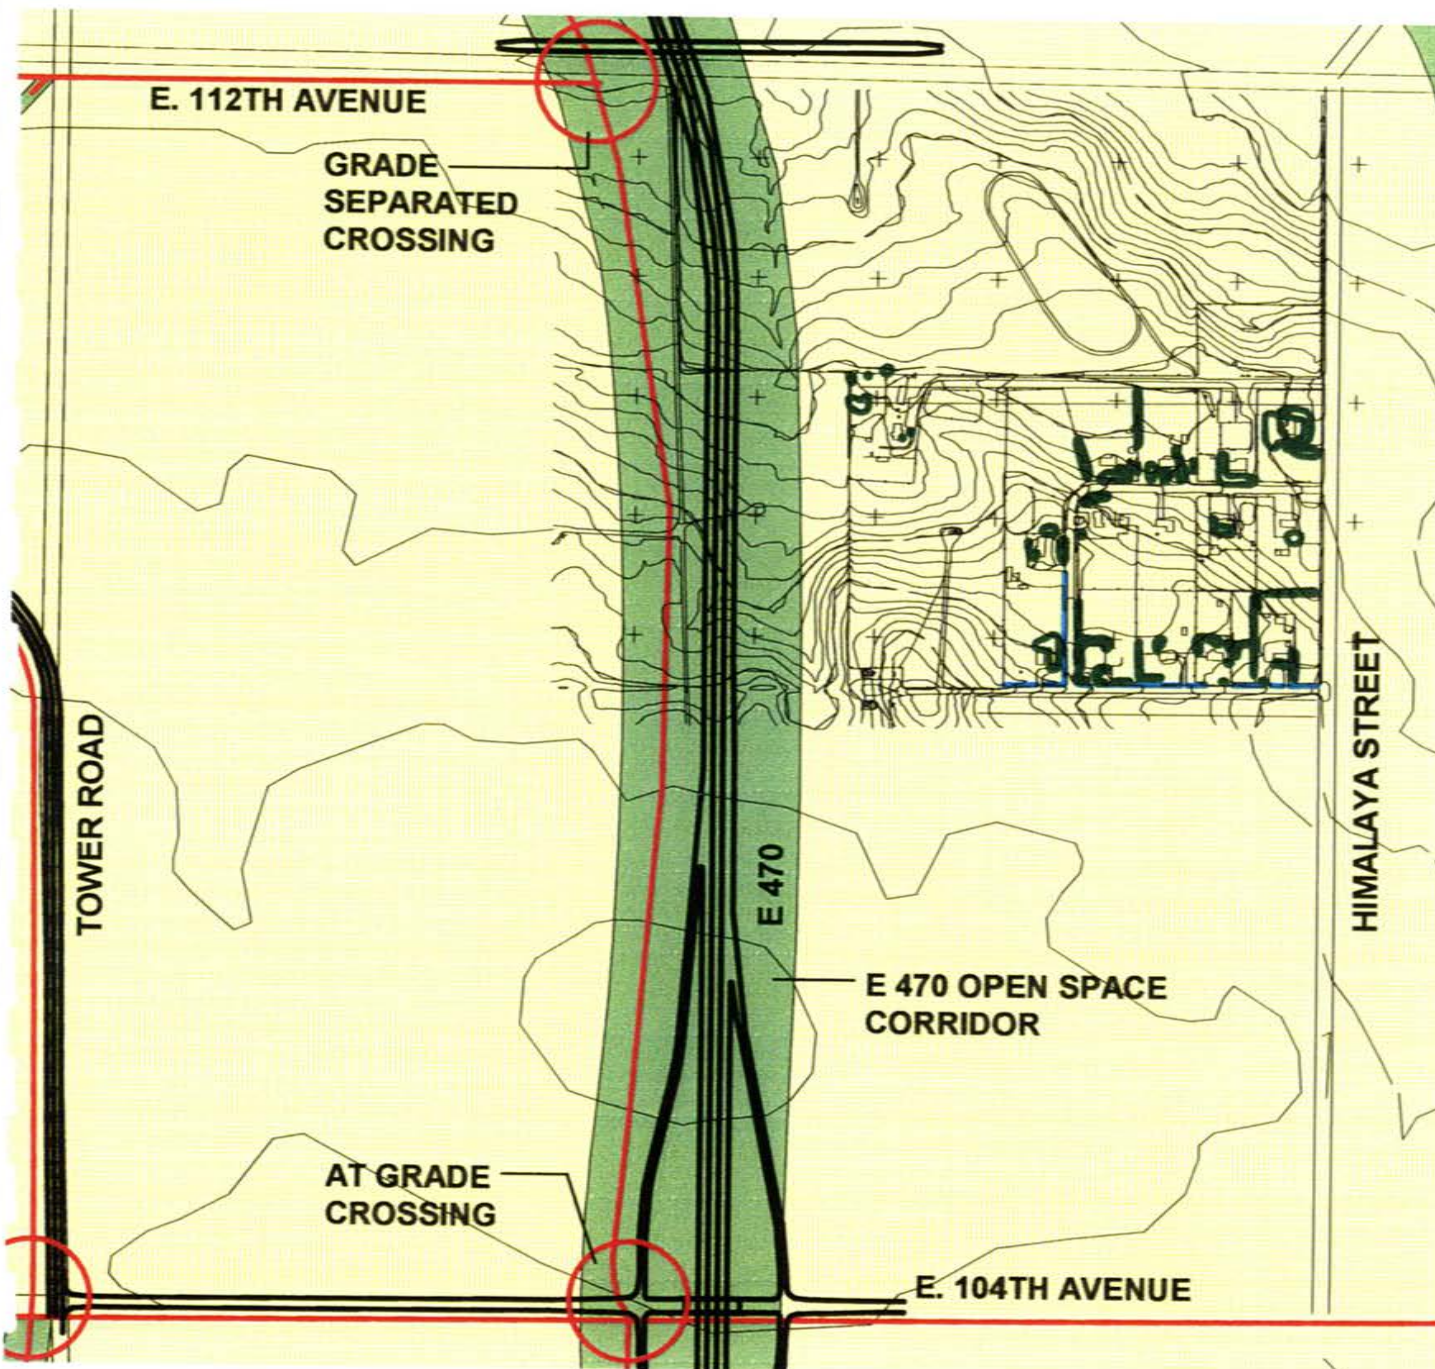 E. 112TH AVENUE
GRADE
SEPARATED
CROSSING
TOWER ROAD
E 470
HIMALAYA STREET
E 470 OPEN SPACE
CORRIDOR
AT GRADE
CROSSING
E. 104TH AVENUE